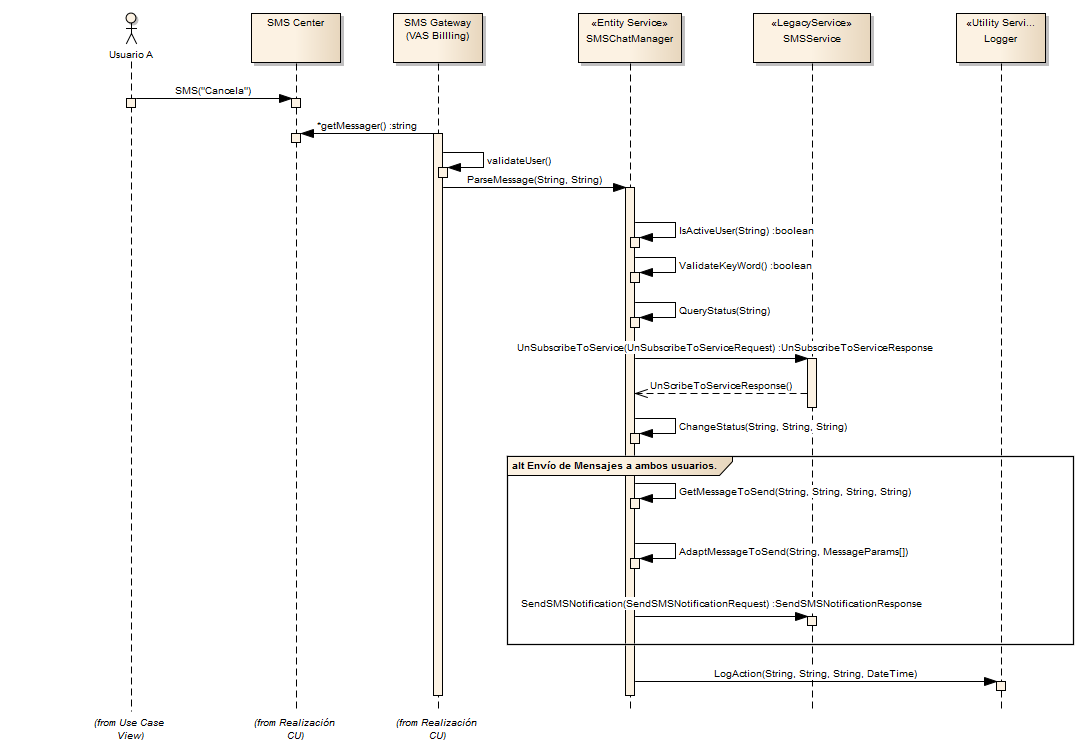 Usuario A
SMS Center
SMS Gateway
(VAS Billling)
«Entity Service»
SMSChatManager
«LegacyService»
SMSService
«Utility Servi...
Logger
SMS("Cancela")
*getMessager() :string
validateUser()
ParseMessage(String, String)
IsActiveUser(String) :boolean
ValidateKeyWord() :boolean
QueryStatus(String)
UnSubscribeToService(UnSubscribeToServiceRequest) :UnSubscribeToServiceResponse
UnScribeToServiceResponse()
ChangeStatus(String, String, String)
alt Envío de Mensajes a ambos usuarios.
GetMessageToSend(String, String, String, String)
AdaptMessageToSend(String, MessageParams[])
SendSMSNotification(SendSMSNotificationRequest) :SendSMSNotificationResponse
LogAction(String, String, String, DateTime)
(from Use Case
View)
(from Realización
CU)
(from Realización
CU)